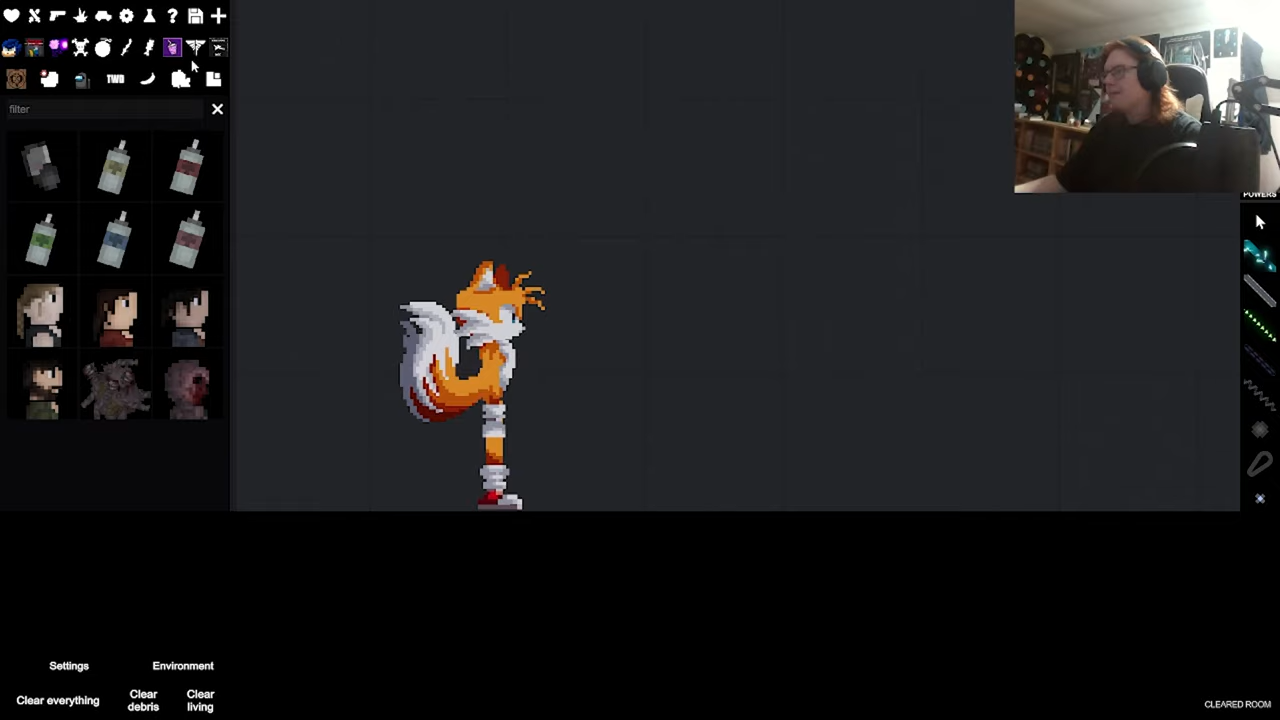 TWD
filter
POWERS
Settings
Environment
Clear everything
Clear debris
Clear living
CLEARED ROOM